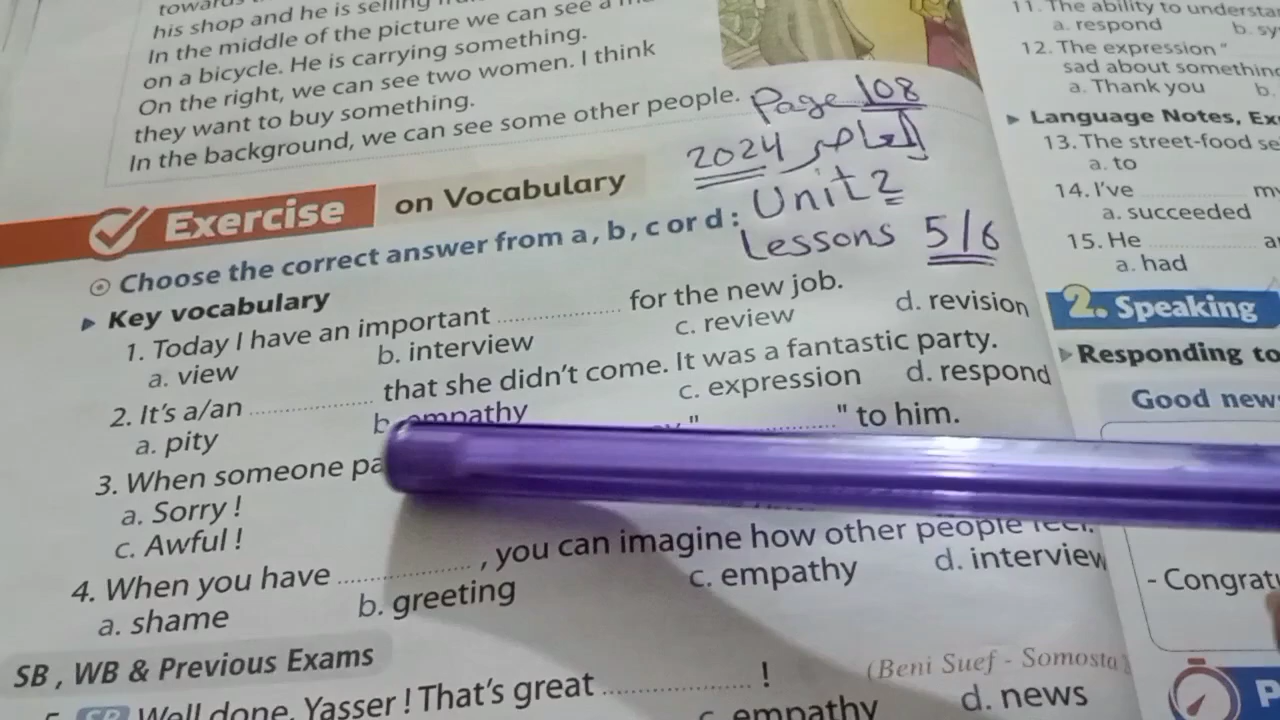 towards
his shop and he is selling
In the middle of the picture we can see a
on a bicycle. He is carrying something.
On the right, we can see two women. I think
they want to buy something.
In the background, we can see some other people.
Page 108
المعاصر 2024
Unit 2
Lessons 5/6
Exercise on Vocabulary
Choose the correct answer from a, b, c or d :
Key vocabulary
1. Today I have an important .............. for the new job.
a. view b. interview c. review d. revision
2. It's a/an .............. that she didn't come. It was a fantastic party.
a. pity b. empathy c. expression d. respond
3. When someone " .............. " to him.
a. Sorry !
c. Awful !
4. When you have .............. , you can imagine how other people feel.
a. shame b. greeting c. empathy d. interview
SB , WB & Previous Exams
Well done, Yasser ! That's great .............. !
(Beni Suef - Somosta)
c. empathy d. news
11. The ability to
a. respond b.
12. The expression "
sad about something
a. Thank you b.
Language Notes,
13. The street-food
a. to
14. I've ..............
a. succeeded
15. He ..............
a. had
2. Speaking
Responding to
Good news
-
P